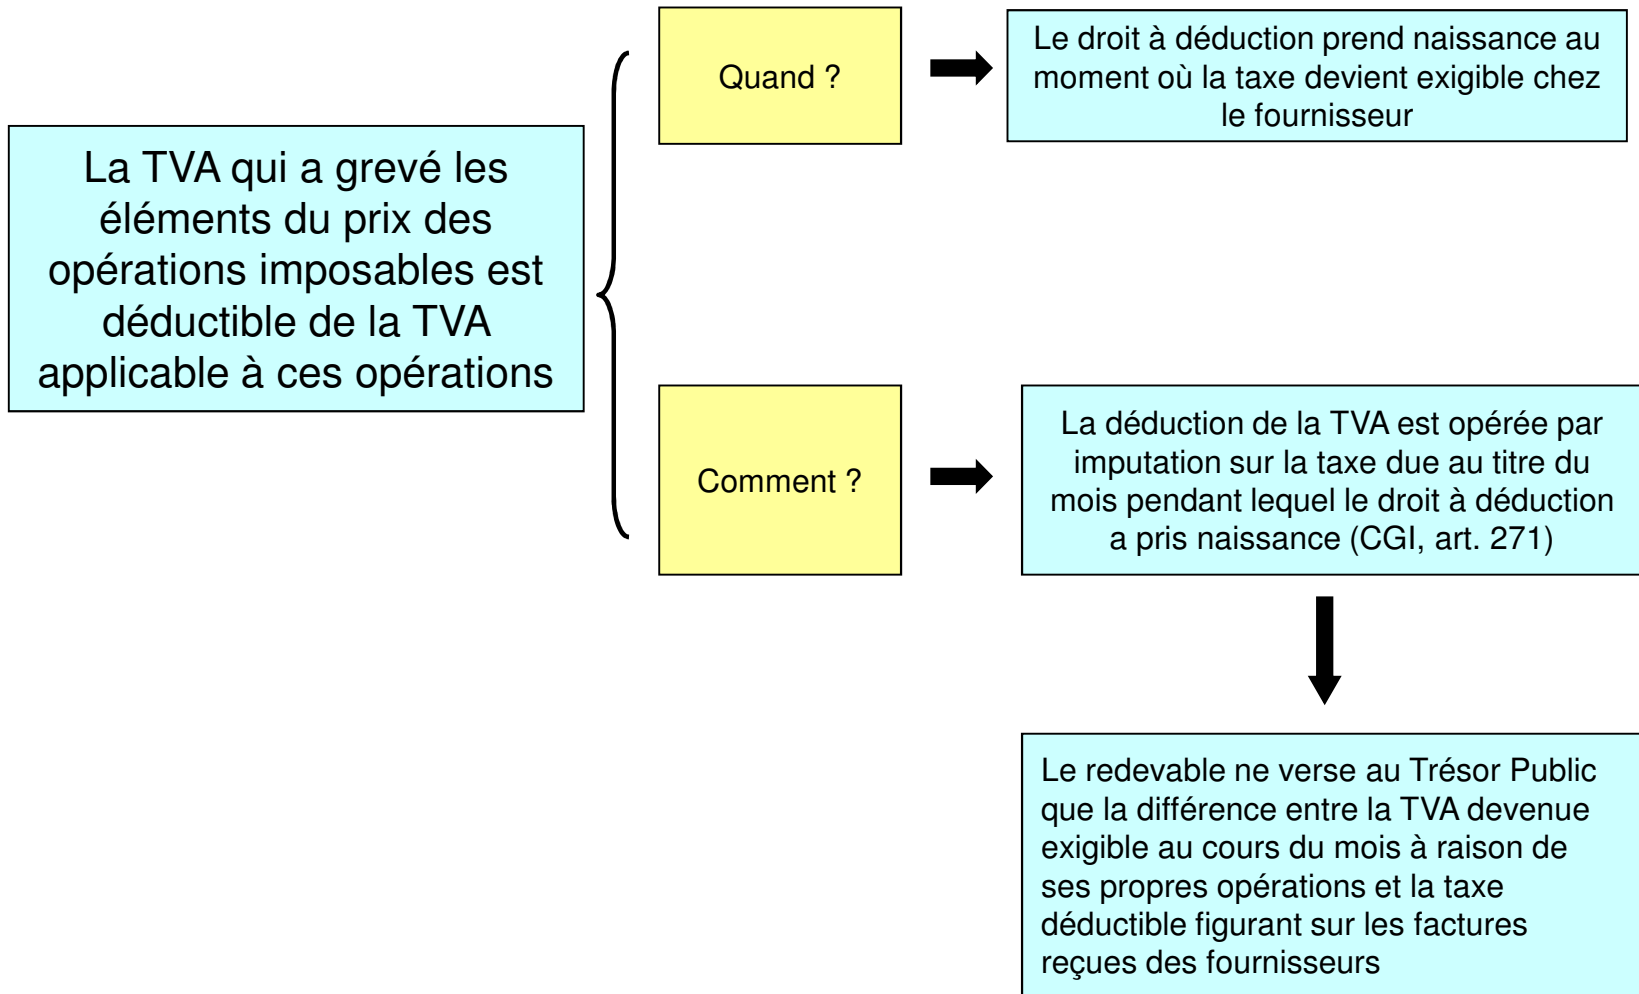 La TVA qui a grevé les
éléments du prix des
opérations imposables est
déductible de la TVA
applicable à ces opérations
Quand ?
Le droit à déduction prend naissance au
moment où la taxe devient exigible chez
le fournisseur
Comment ?
La déduction de la TVA est opérée par
imputation sur la taxe due au titre du
mois pendant lequel le droit à déduction
a pris naissance (CGI, art. 271)
Le redevable ne verse au Trésor Public
que la différence entre la TVA devenue
exigible au cours du mois à raison de
ses propres opérations et la taxe
déductible figurant sur les factures
reçues des fournisseurs